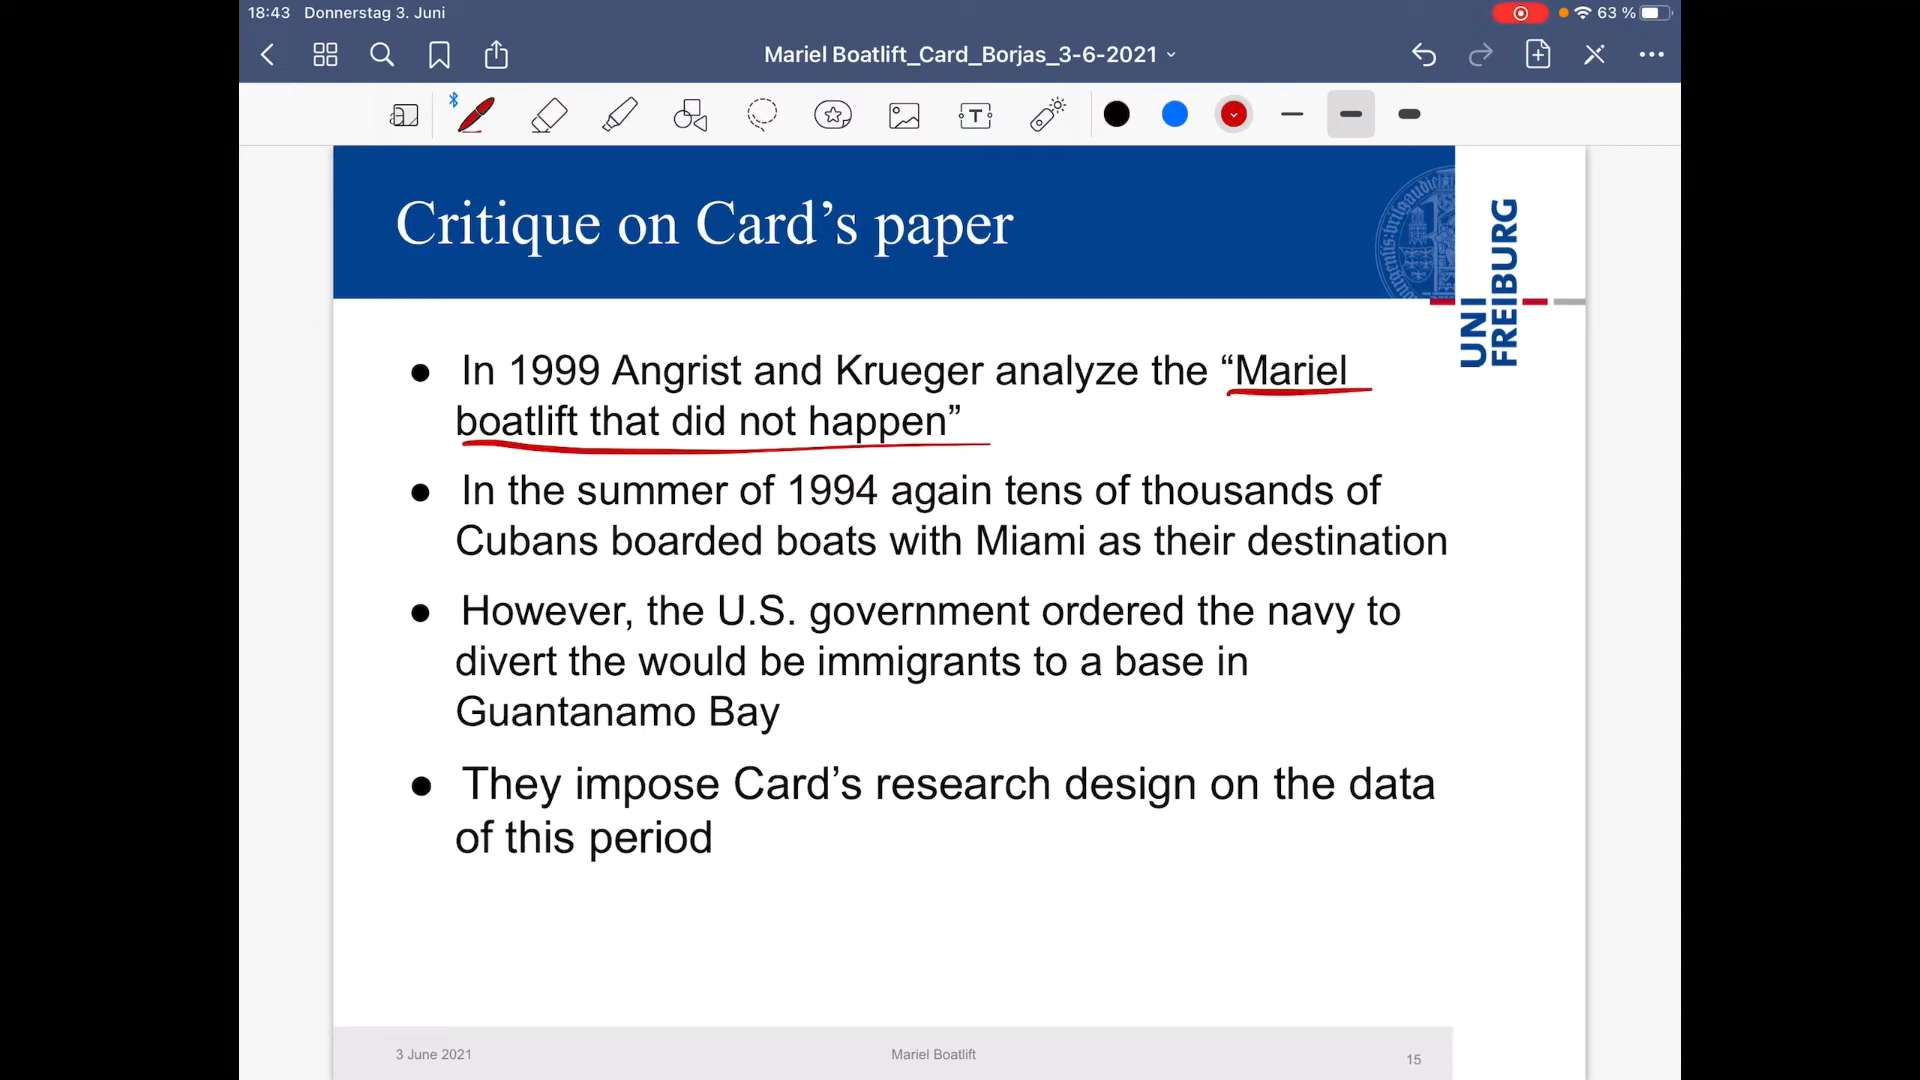 18:43 Donnerstag 3. Juni
63 %
Mariel Boatlift_Card_Borjas_3-6-2021
Critique on Card’s paper
UNI
FREIBURG
● In 1999 Angrist and Krueger analyze the “Mariel
boatlift that did not happen”
● In the summer of 1994 again tens of thousands of
Cubans boarded boats with Miami as their destination
● However, the U.S. government ordered the navy to
divert the would be immigrants to a base in
Guantanamo Bay
● They impose Card’s research design on the data
of this period
3 June 2021
Mariel Boatlift
15